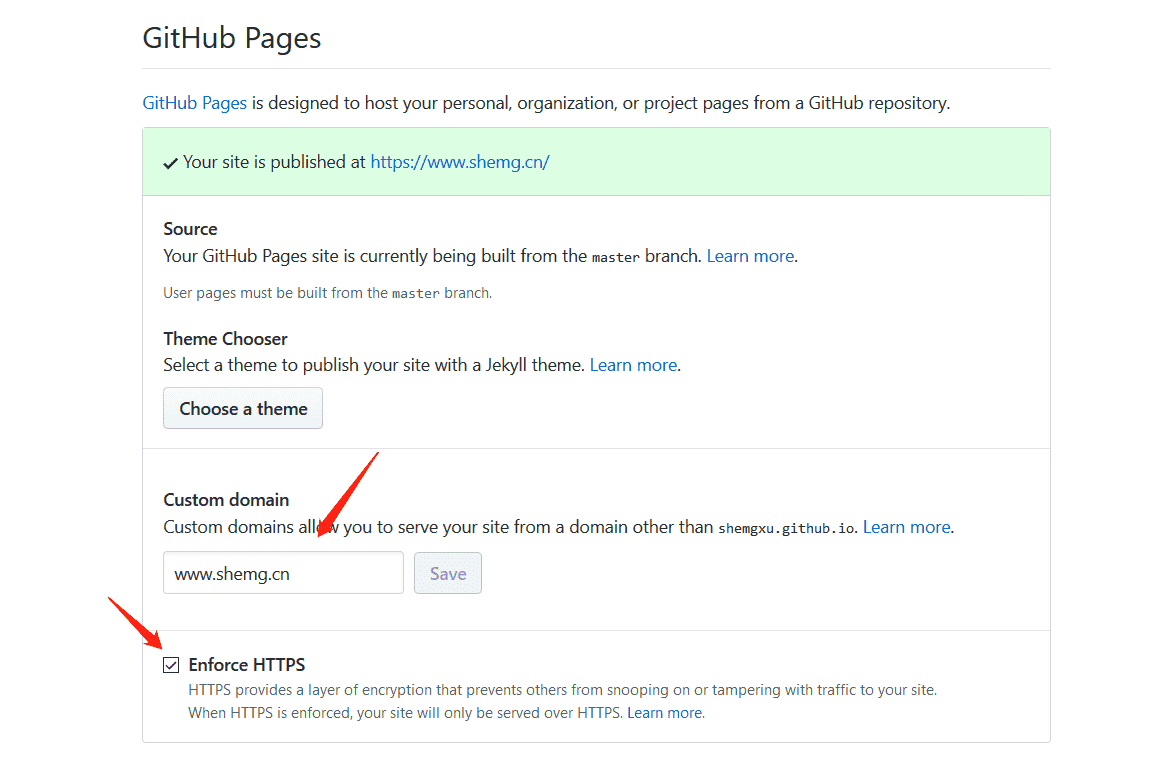 GitHub Pages
GitHub Pages is designed to host your personal, organization, or project pages from a GitHub repository.
Your site is published at https://www.shemg.cn/
Source
Your GitHub Pages site is currently being built from the master branch. Learn more.
User pages must be built from the master branch.
Theme Chooser
Select a theme to publish your site with a Jekyll theme. Learn more.
Choose a theme
Custom domain
Custom domains allow you to serve your site from a domain other than shemgxu.github.io. Learn more.
www.shemg.cn Save
Enforce HTTPS
HTTPS provides a layer of encryption that prevents others from snooping on or tampering with traffic to your site.
When HTTPS is enforced, your site will only be served over HTTPS. Learn more.